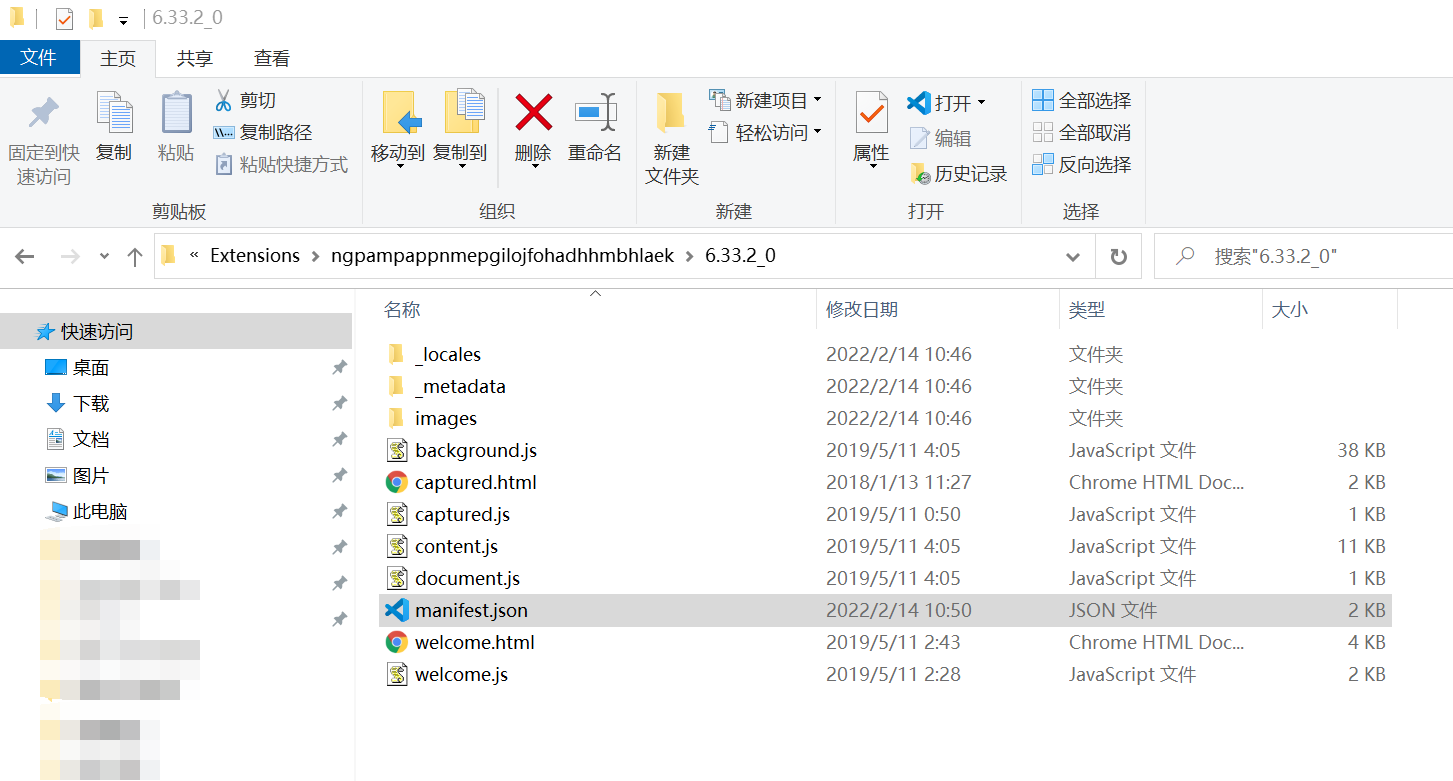 6.33.2_0
文件 主页 共享 查看
固定到快速访问
复制
粘贴
剪切
复制路径
粘贴快捷方式
剪贴板
移动到
复制到
删除
重命名
组织
新建
文件夹
新建项目
轻松访问
新建
属性
打开
编辑
历史记录
打开
全部选择
全部取消
反向选择
选择
« Extensions ngpampappnmepgilojfohadhhmbhlaek 6.33.2_0 搜索"6.33.2_0"
快速访问
桌面
下载
文档
图片
此电脑
名称 修改日期 类型 大小
_locales 2022/2/14 10:46 文件夹
_metadata 2022/2/14 10:46 文件夹
images 2022/2/14 10:46 文件夹
background.js 2019/5/11 4:05 JavaScript 文件 38 KB
captured.html 2018/1/13 11:27 Chrome HTML Doc... 2 KB
captured.js 2019/5/11 0:50 JavaScript 文件 1 KB
content.js 2019/5/11 4:05 JavaScript 文件 11 KB
document.js 2019/5/11 4:05 JavaScript 文件 1 KB
manifest.json 2022/2/14 10:50 JSON 文件 2 KB
welcome.html 2019/5/11 2:43 Chrome HTML Doc... 4 KB
welcome.js 2019/5/11 2:28 JavaScript 文件 2 KB